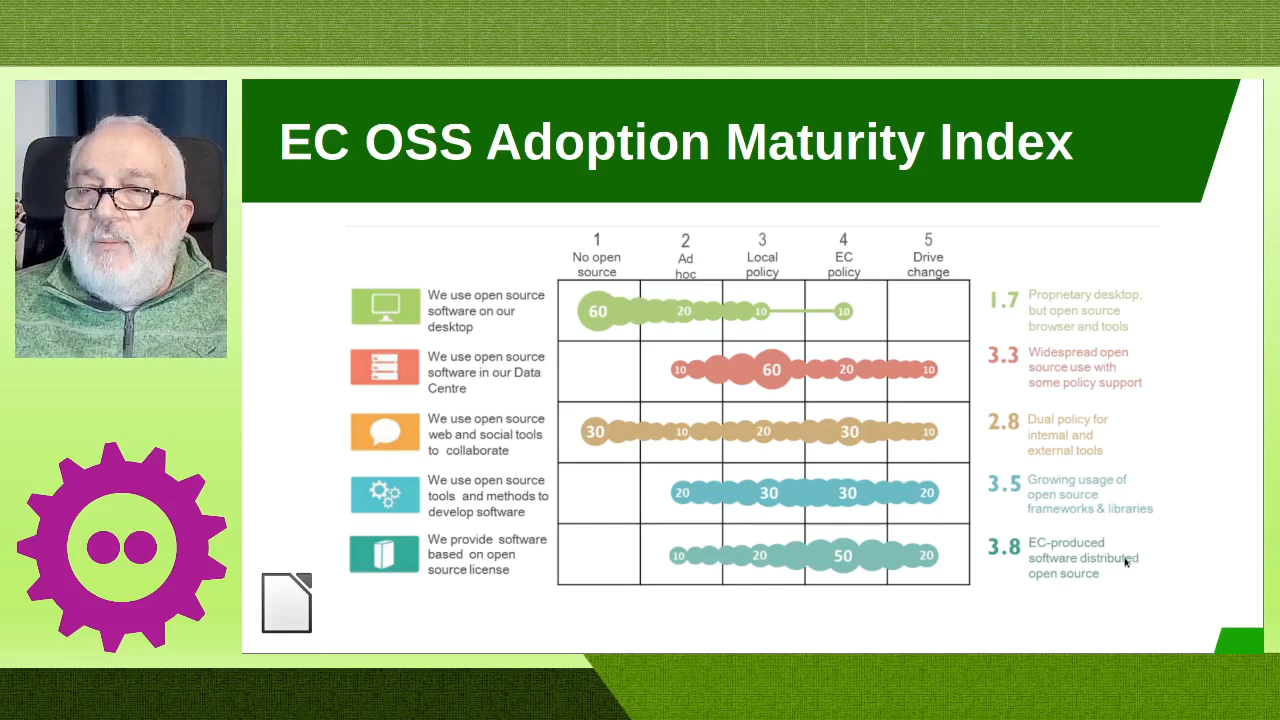 EC OSS Adoption Maturity Index
1
2
3
4
5
No open
source
Ad
hoc
Local
policy
EC
policy
Drive
change
We use open source
software on our
desktop
60
20
10
10
1.7
Proprietary desktop,
but open source
browser and tools
We use open source
software in our Data
Centre
10
60
20
10
3.3
Widespread open
source use with
some policy support
We use open source
web and social tools
to collaborate
30
10
20
30
10
2.8
Dual policy for
internal and
external tools
We use open source
tools and methods to
develop software
20
30
30
20
3.5
Growing usage of
open source
frameworks & libraries
We provide software
based on open
source license
10
20
50
20
3.8
EC-produced
software distributed
open source